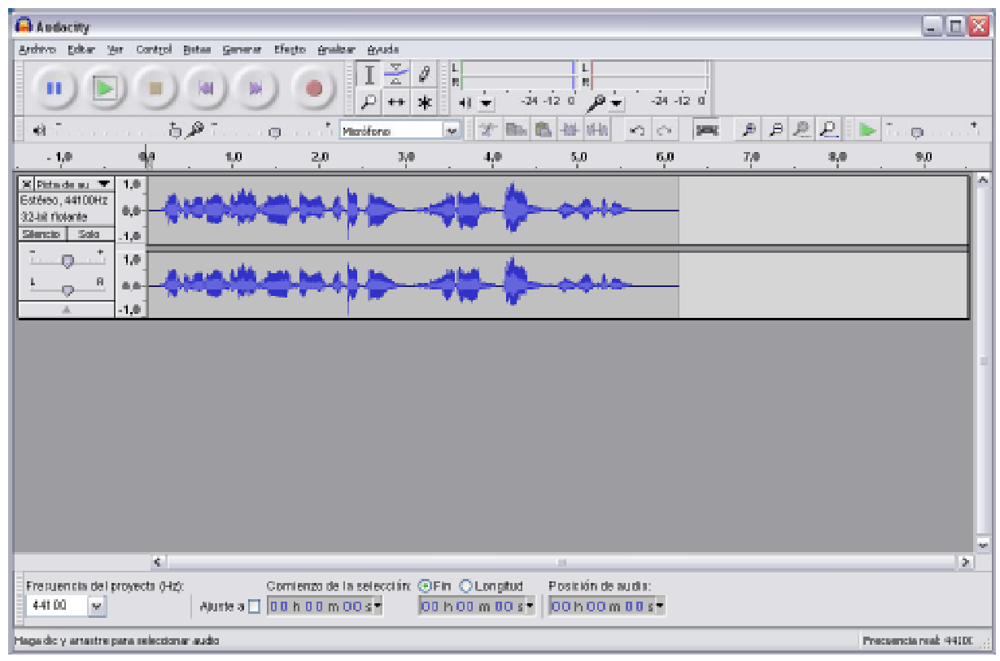 Audacity
Archivo Editar Ver Control Pistas Generar Efecto Analizar Ayuda
L
R
-24 -12 0
L
R
-24 -12 0
Micrófono
- 1,0 0,0 1,0 2,0 3,0 4,0 5,0 6,0 7,0 8,0 9,0
X Pista de au
Estéreo, 44100Hz
32-bit flotante
Silencio Solo
- +
L R
1,0
0,0
-1,0
1,0
0,0
-1,0
Frecuencia del proyecto (Hz):
44100
Comienzo de la selección: Fin Longitud Posición de audio:
Ajuste a 00 h 00 m 00 s 00 h 00 m 00 s 00 h 00 m 00 s
Haga clic y arrastre para seleccionar audio
Frecuencia real: 4410